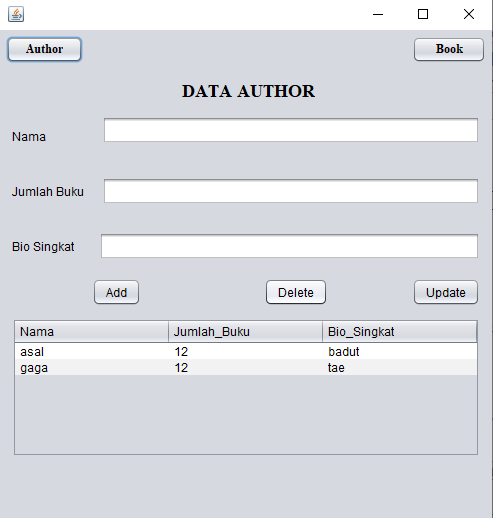 Author Book
DATA AUTHOR
Nama
Jumlah Buku
Bio Singkat
Add Delete Update
Nama Jumlah_Buku Bio_Singkat
asal 12 badut
gaga 12 tae